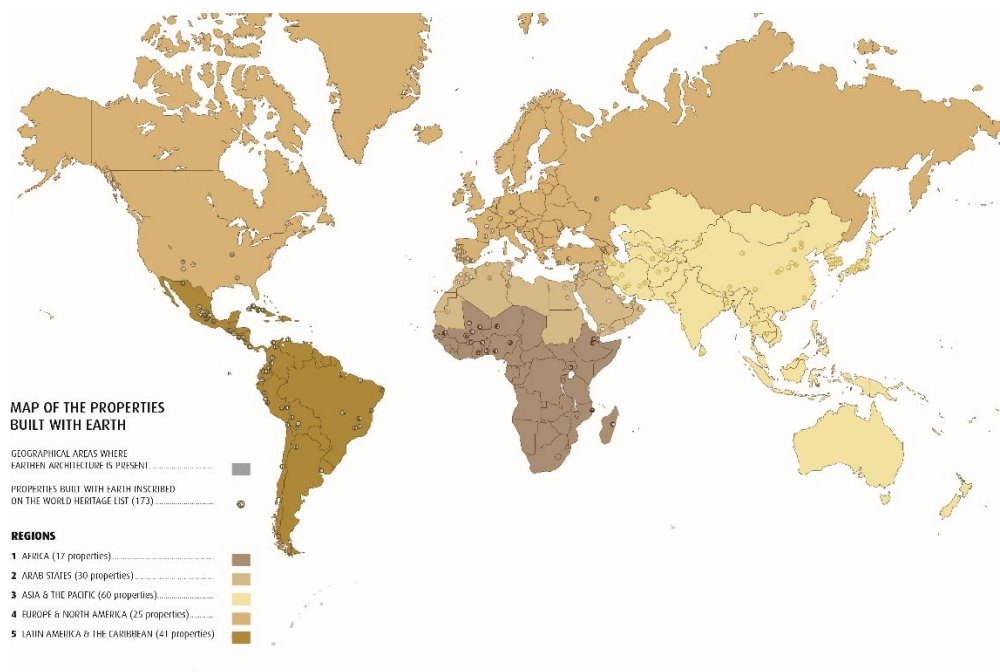 MAP OF THE PROPERTIES
BUILT WITH EARTH
GEOGRAPHICAL AREAS WHERE
EARTHEN ARCHITECTURE IS PRESENT
PROPERTIES BUILT WITH EARTH INSCRIBED
ON THE WORLD HERITAGE LIST (173)
REGIONS
1 AFRICA (17 properties)
2 ARAB STATES (30 properties)
3 ASIA & THE PACIFIC (60 properties)
4 EUROPE & NORTH AMERICA (25 properties)
5 LATIN AMERICA & THE CARIBBEAN (41 properties)